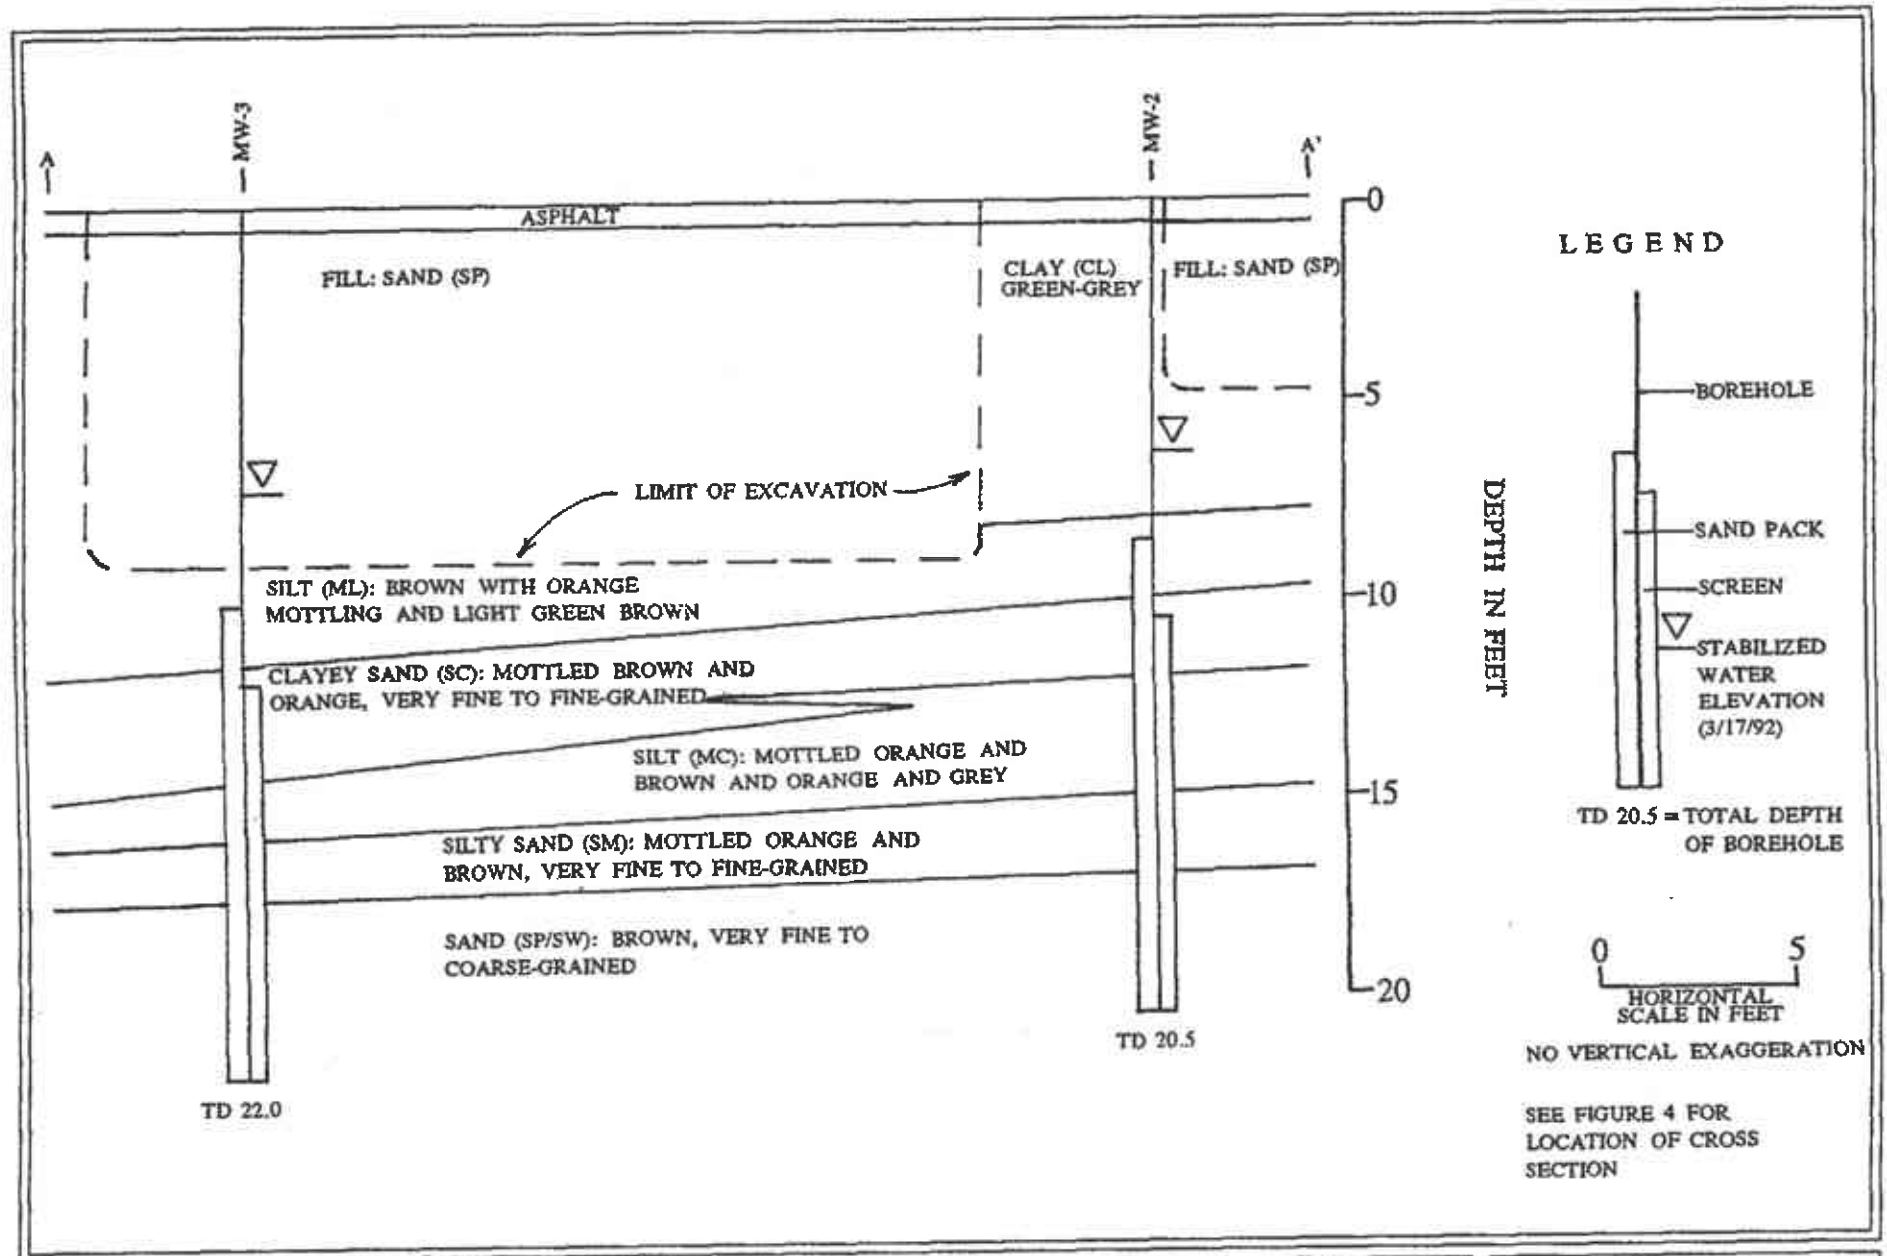 A
MW-3
MW-2
A'
ASPHALT
0
FILL: SAND (SP)
CLAY (CL)
GREEN-GREY
FILL: SAND (SP)
5
LIMIT OF EXCAVATION
SILT (ML): BROWN WITH ORANGE
MOTTLING AND LIGHT GREEN BROWN
10
CLAYEY SAND (SC): MOTTLED BROWN AND
ORANGE, VERY FINE TO FINE-GRAINED
SILT (MC): MOTTLED ORANGE AND
BROWN AND ORANGE AND GREY
15
SILTY SAND (SM): MOTTLED ORANGE AND
BROWN, VERY FINE TO FINE-GRAINED
SAND (SP/SW): BROWN, VERY FINE TO
COARSE-GRAINED
20
TD 20.5
TD 22.0
DEPTH IN FEET
LEGEND
BOREHOLE
SAND PACK
SCREEN
STABILIZED
WATER
ELEVATION
(3/17/92)
TD 20.5 = TOTAL DEPTH
OF BOREHOLE
0 5
HORIZONTAL
SCALE IN FEET
NO VERTICAL EXAGGERATION
SEE FIGURE 4 FOR
LOCATION OF CROSS
SECTION